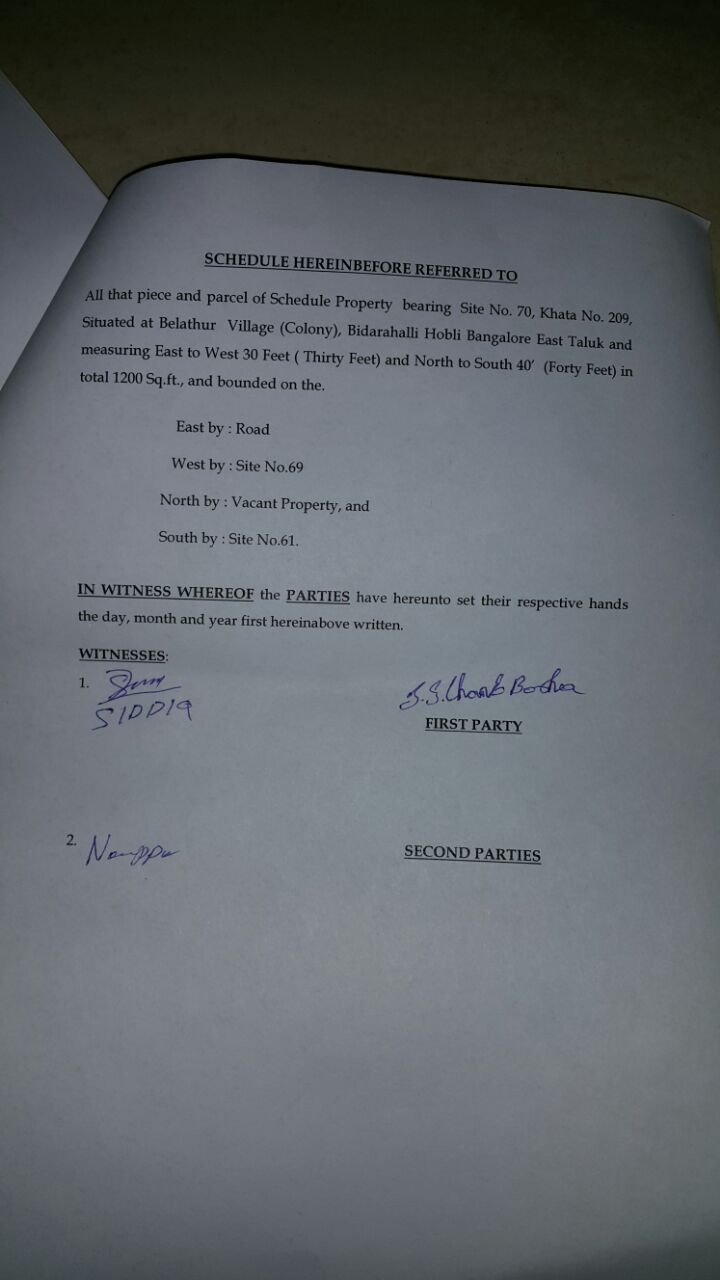 SCHEDULE HEREINBEFORE REFERRED TO
All that piece and parcel of Schedule Property bearing Site No. 70, Khata No. 209,
Situated at Belathur Village (Colony), Bidarahalli Hobli Bangalore East Taluk and
measuring East to West 30 Feet ( Thirty Feet) and North to South 40' (Forty Feet) in
total 1200 Sq.ft., and bounded on the.
East by : Road
West by : Site No.69
North by : Vacant Property, and
South by : Site No.61.
IN WITNESS WHEREOF the PARTIES have hereunto set their respective hands
the day, month and year first hereinabove written.
WITNESSES:
1.
SIDDIQ
FIRST PARTY
2.
SECOND PARTIES